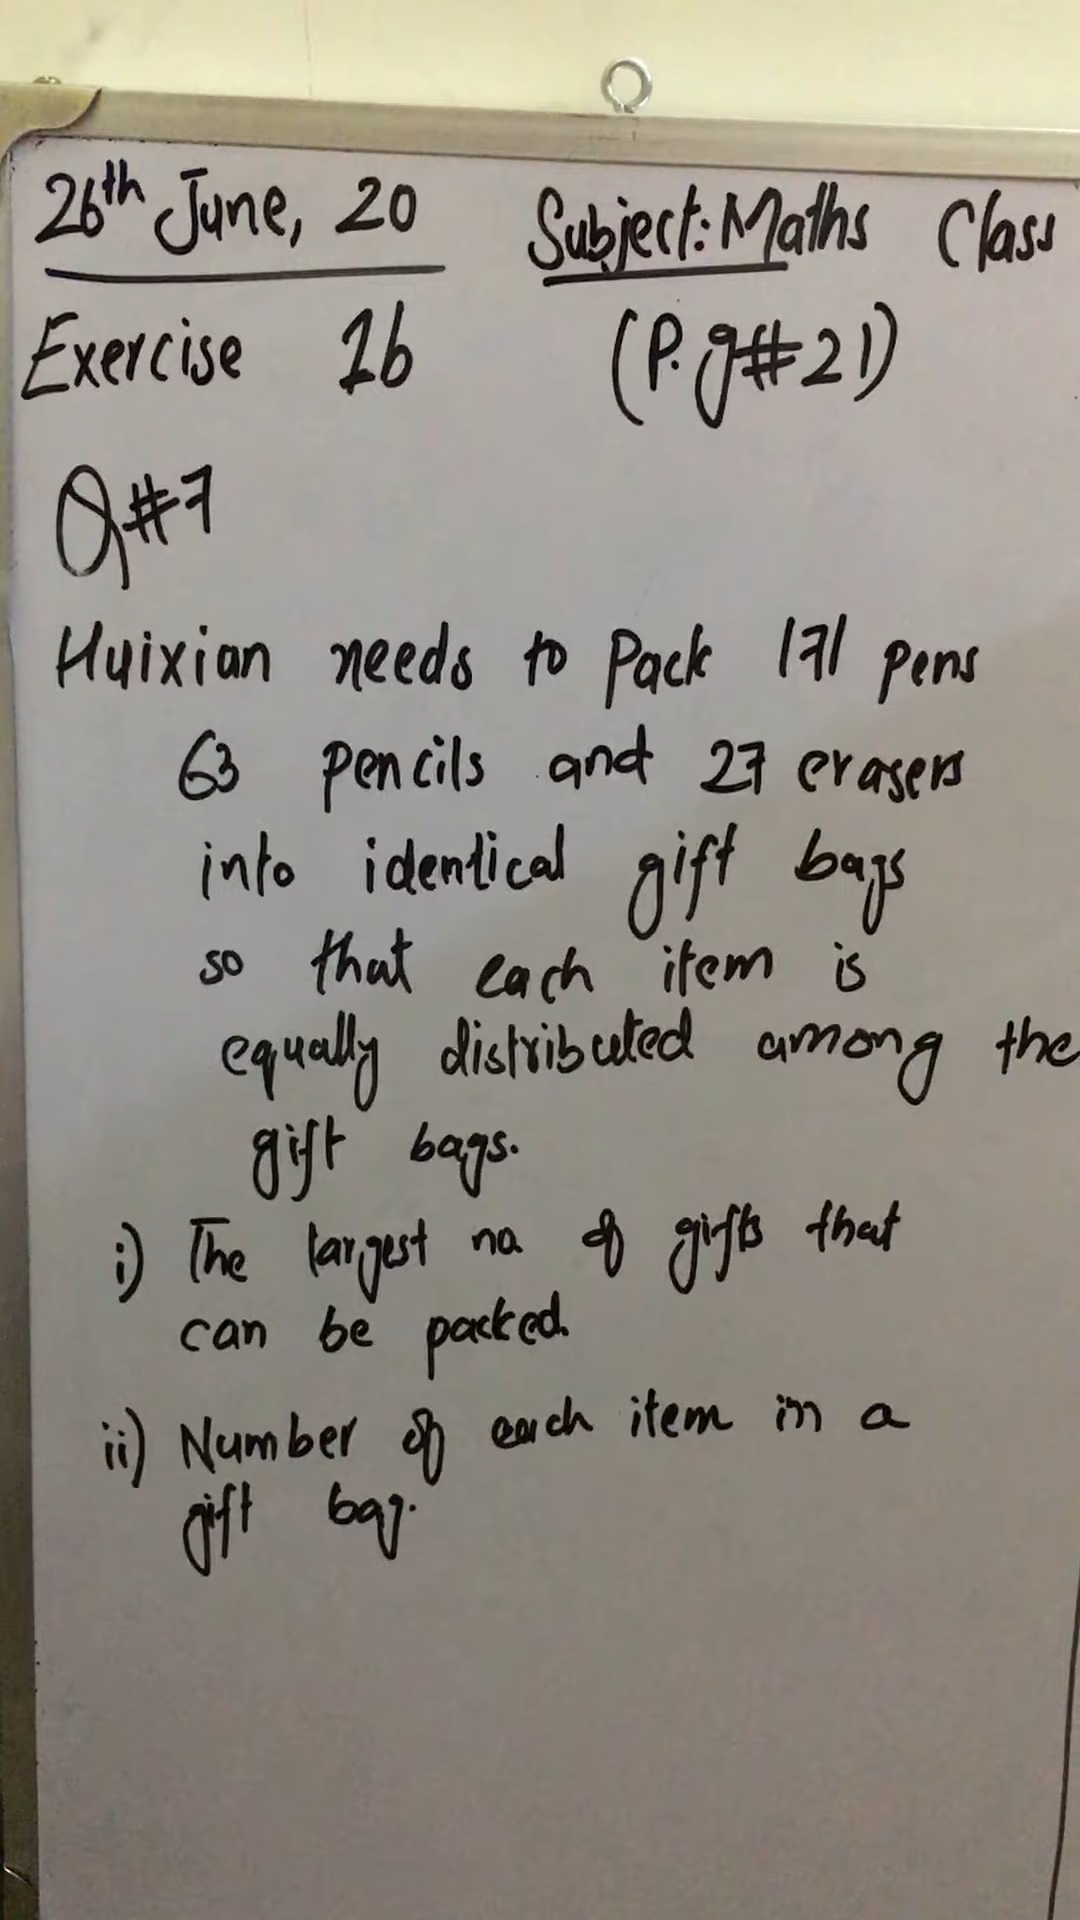 26th June, 20 Subject: Maths Class
Exercise 1b (P.g#21)
Q#7
Huixian needs to Pack 171 pens
63 pencils and 27 erasers
into identical gift bags
so that each item is
equally distributed among the
gift bags.
i) The largest no. of gifts that
can be packed.
ii) Number of each item in a
gift bag.